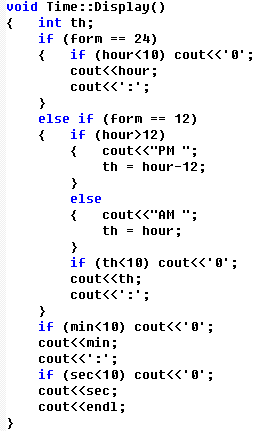 void Time::Display()
{    int th;
    if (form == 24)
    {   if (hour<10) cout<<'0';
        cout<<hour;
        cout<<':';
    }
    else if (form == 12)
    {   if (hour>12)
        {   cout<<"PM ";
            th = hour-12;
        }
        else
        {   cout<<"AM ";
            th = hour;
        }
        if (th<10) cout<<'0';
        cout<<th;
        cout<<':';
    }
    if (min<10) cout<<'0';
    cout<<min;
    cout<<':';
    if (sec<10) cout<<'0';
    cout<<sec;
    cout<<endl;
}